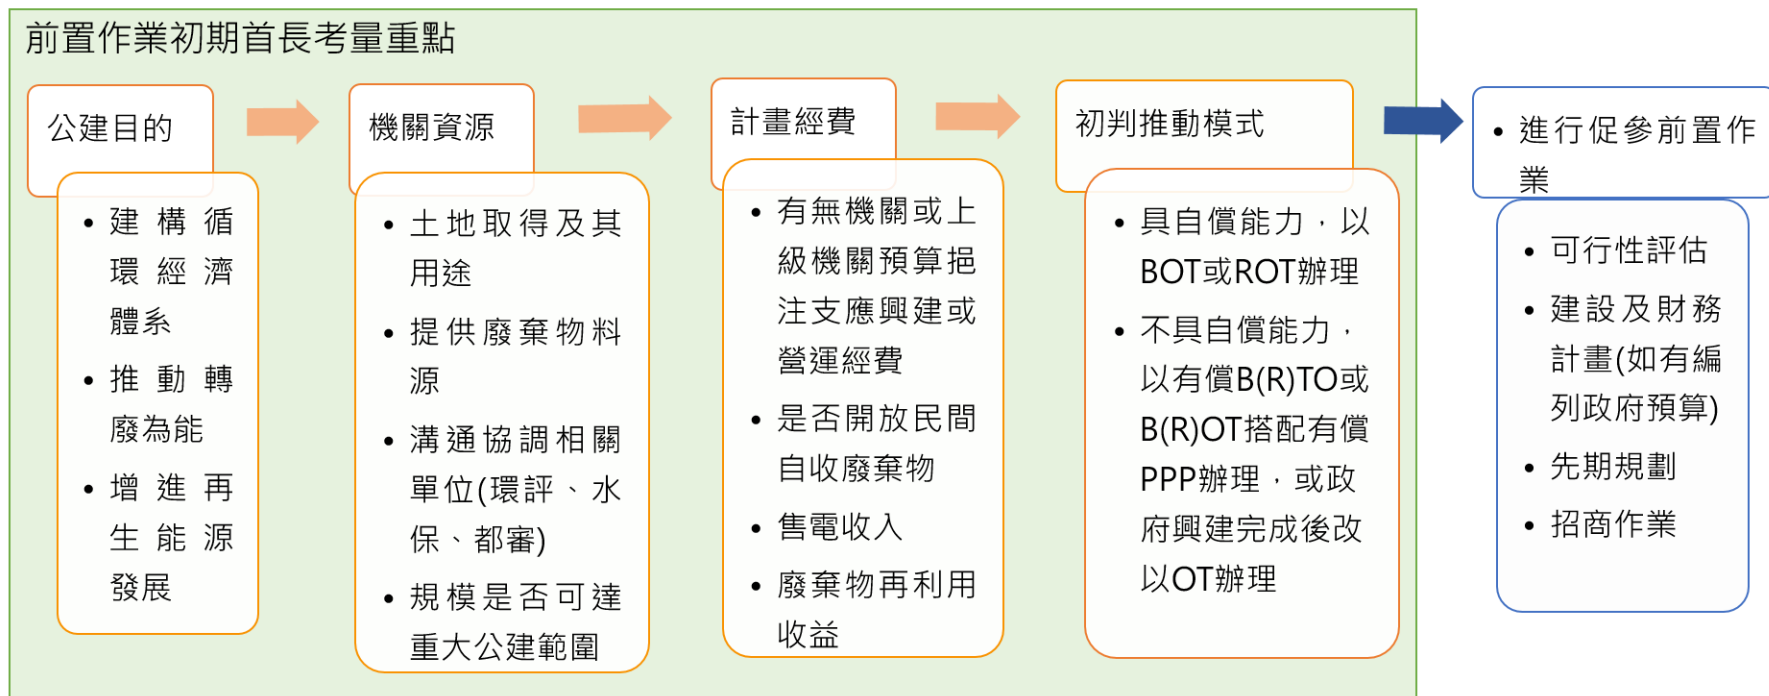 前置作業初期首長考量重點
公建目的
• 建構循
環經濟
體系
• 推動轉
廢為能
• 增進再
生能源
發展
機關資源
• 土地取得及其
用途
• 提供廢棄物料
源
• 溝通協調相關
單位(環評、水
保、都審)
• 規模是否可達
重大公建範圍
計畫經費
• 有無機關或上
級機關預算挹
注支應興建或
營運經費
• 是否開放民間
自收廢棄物
• 售電收入
• 廢棄物再利用
收益
初判推動模式
• 具自償能力，以
BOT或ROT辦理
• 不具自償能力，
以有償B(R)TO或
B(R)OT搭配有償
PPP辦理，或政
府興建完成後改
以OT辦理
• 進行促參前置作
業
• 可行性評估
• 建設及財務
計畫(如有編
列政府預算)
• 先期規劃
• 招商作業